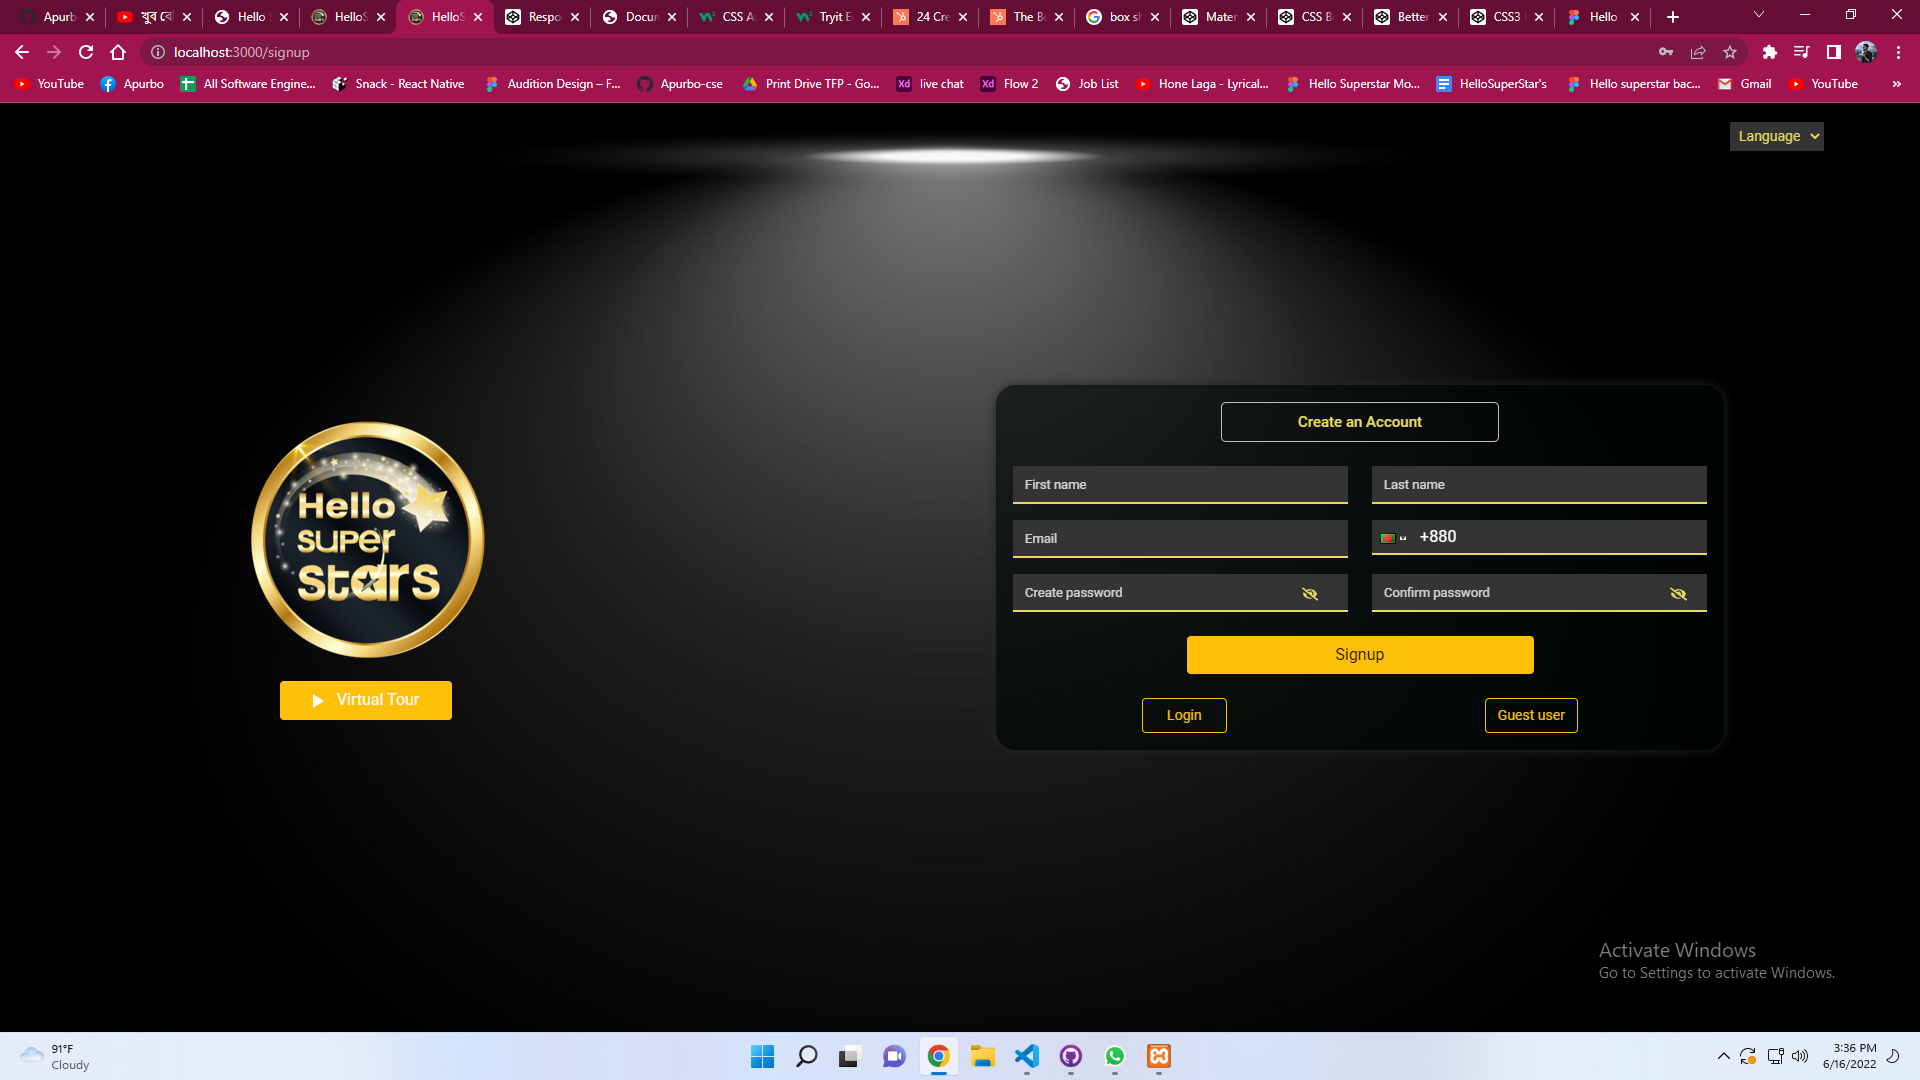 Apurb
খুব বে
Hello
HelloS
HelloS
Respo
Docum
CSS A
Tryit E
24 Cre
The B
box sh
Mater
CSS B
Better
CSS3
Hello
localhost:3000/signup
YouTube
Apurbo
All Software Engine...
Snack - React Native
Audition Design – F...
Apurbo-cse
Print Drive TFP - Go...
Xd live chat
Xd Flow 2
Job List
Hone Laga - Lyrical...
Hello Superstar Mo...
HelloSuperStar's
Hello superstar bac...
Gmail
YouTube
»
Language
Hello
super
stars
Virtual Tour
Create an Account
First name
Last name
Email
+880
Create password
Confirm password
Signup
Login
Guest user
Activate Windows
Go to Settings to activate Windows.
91°F
Cloudy
3:36 PM
6/16/2022